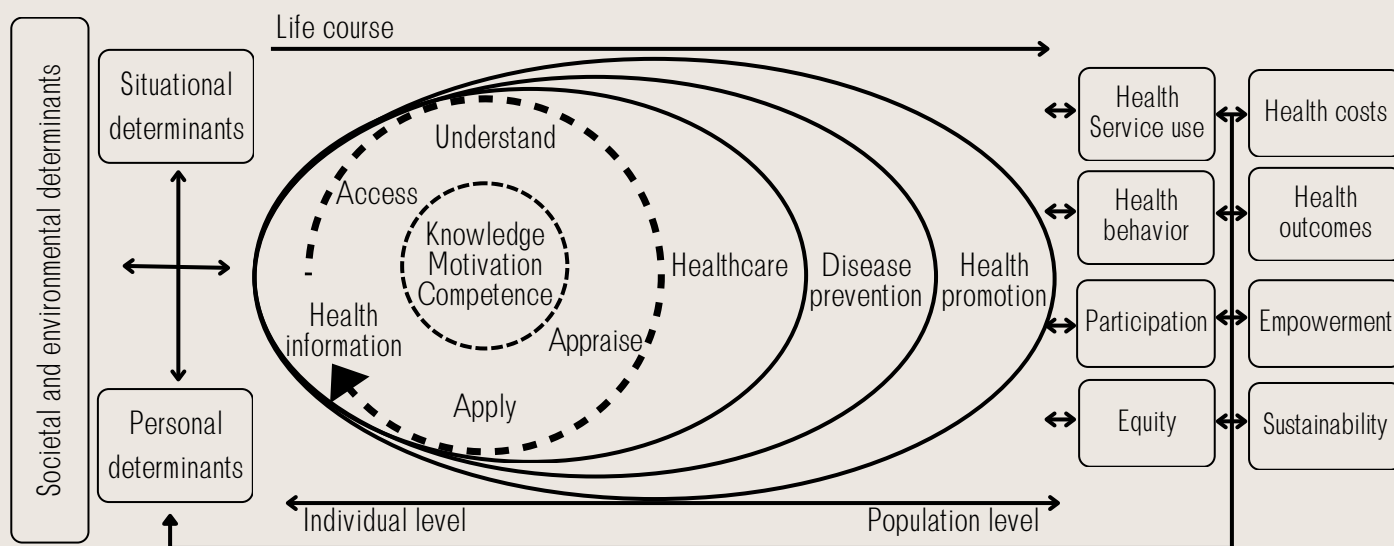 Life course
Societal and environmental determinants
Situational
determinants
Personal
determinants
Understand
Access
Knowledge
Motivation
Competence
Health
information
Appraise
Apply
Healthcare
Disease
prevention
Health
promotion
Individual level
Population level
Health
Service use
Health costs
Health
behavior
Health
outcomes
Participation
Empowerment
Equity
Sustainability